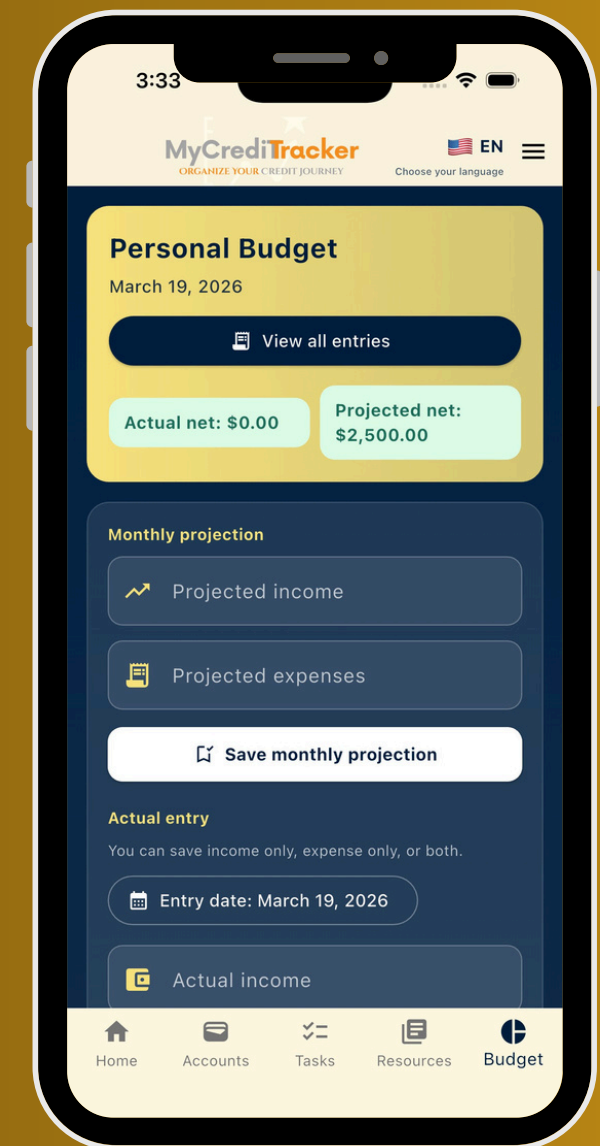 3:33
MyCrediTracker
ORGANIZE YOUR CREDIT JOURNEY
EN
Choose your language
Personal Budget
March 19, 2026
View all entries
Actual net: $0.00
Projected net:
$2,500.00
Monthly projection
Projected income
Projected expenses
Save monthly projection
Actual entry
You can save income only, expense only, or both.
Entry date: March 19, 2026
Actual income
Home
Accounts
Tasks
Resources
Budget